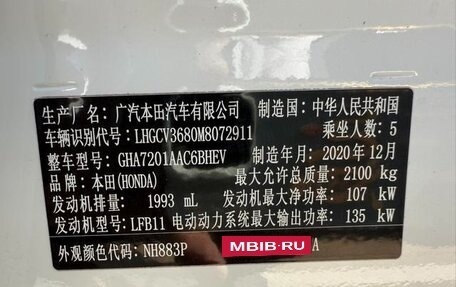 生产厂名：广汽本田汽车有限公司 制造国：中华人民共和国
车辆识别代号：LHGCV3680M8072911 乘坐人数：5
整车型号：GHA7201AAC6BHEV 制造年月：2020年12月
品牌：本田(HONDA) 最大允许总质量：2100 kg
发动机排量：1993 mL 发动机最大净功率：107 kW
发动机型号：LFB11 电动动力系统最大输出功率：135 kW
外观颜色代码：NH883P MBIB.RU A